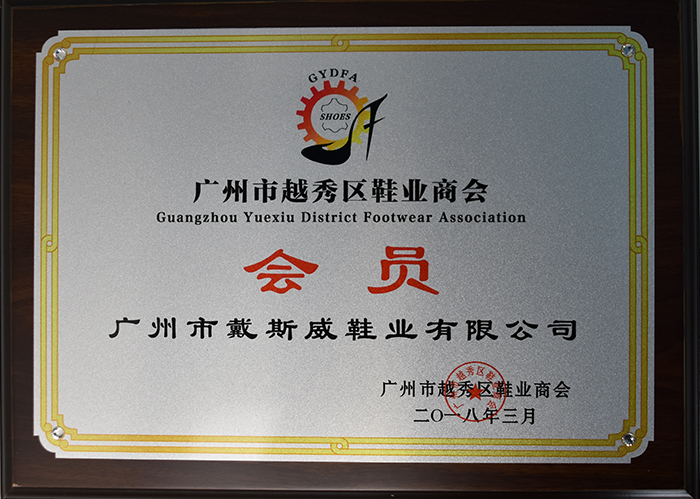 GYDFA
SHOES
广州市越秀区鞋业商会
Guangzhou Yuexiu District Footwear Association
会员
广州市戴斯威鞋业有限公司
广州市越秀区鞋业商会
二〇一八年三月